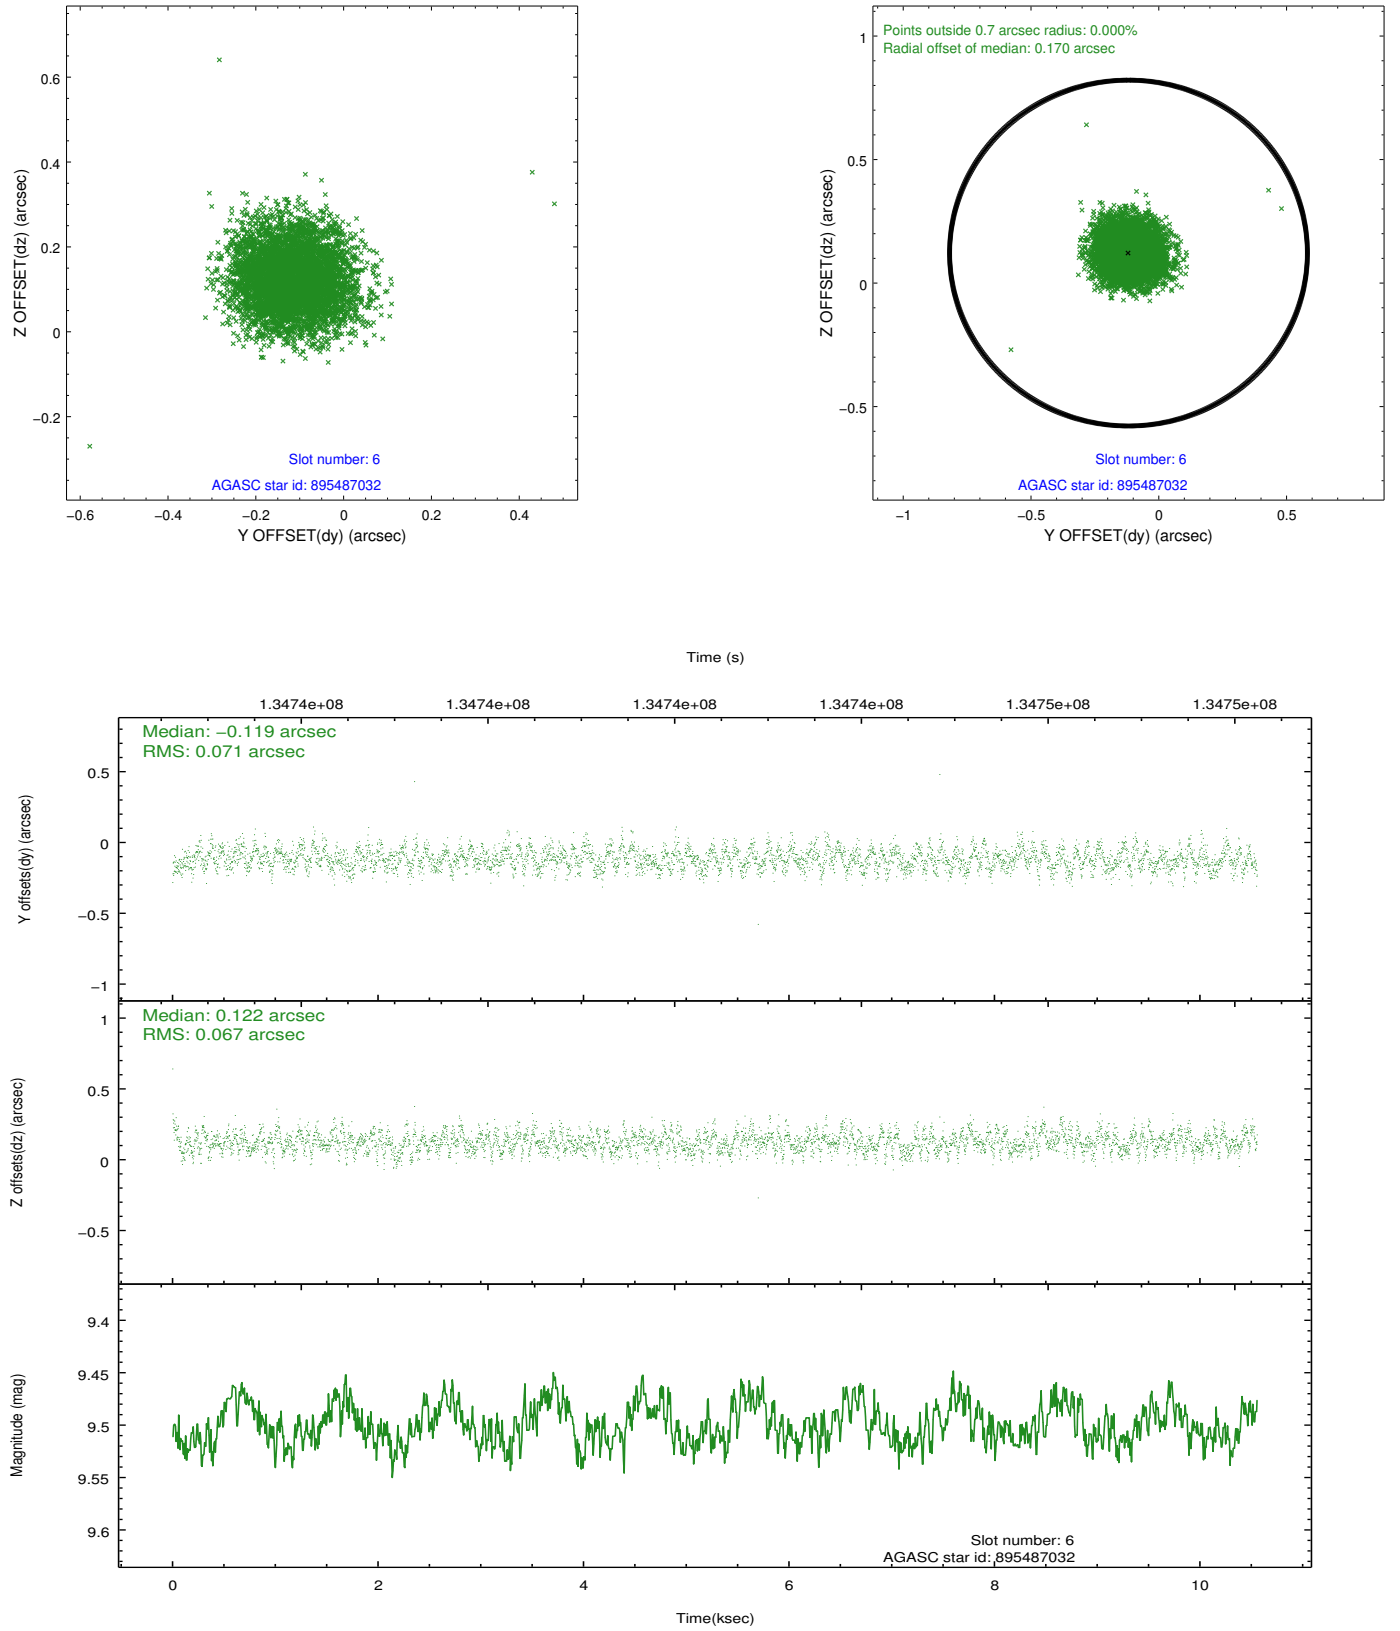 0.6
0.4
0.2
0
−0.2
Z OFFSET(dz) (arcsec)
Slot number: 6
AGASC star id: 895487032
−0.6 −0.4 −0.2 0 0.2 0.4
Y OFFSET(dy) (arcsec)
Points outside 0.7 arcsec radius: 0.000%
Radial offset of median: 0.170 arcsec
1
0.5
0
−0.5
Z OFFSET(dz) (arcsec)
Slot number: 6
AGASC star id: 895487032
−1 −0.5 0 0.5
Y OFFSET(dy) (arcsec)
Time (s)
1.3474e+08 1.3474e+08 1.3474e+08 1.3474e+08 1.3475e+08 1.3475e+08
Median: −0.119 arcsec
RMS: 0.071 arcsec
0.5
0
−0.5
−1
Y offsets(dy) (arcsec)
Median: 0.122 arcsec
RMS: 0.067 arcsec
1
0.5
0
−0.5
Z offsets(dz) (arcsec)
9.4
9.45
9.5
9.55
9.6
Magnitude (mag)
Slot number: 6
AGASC star id: 895487032
0 2 4 6 8 10
Time(ksec)